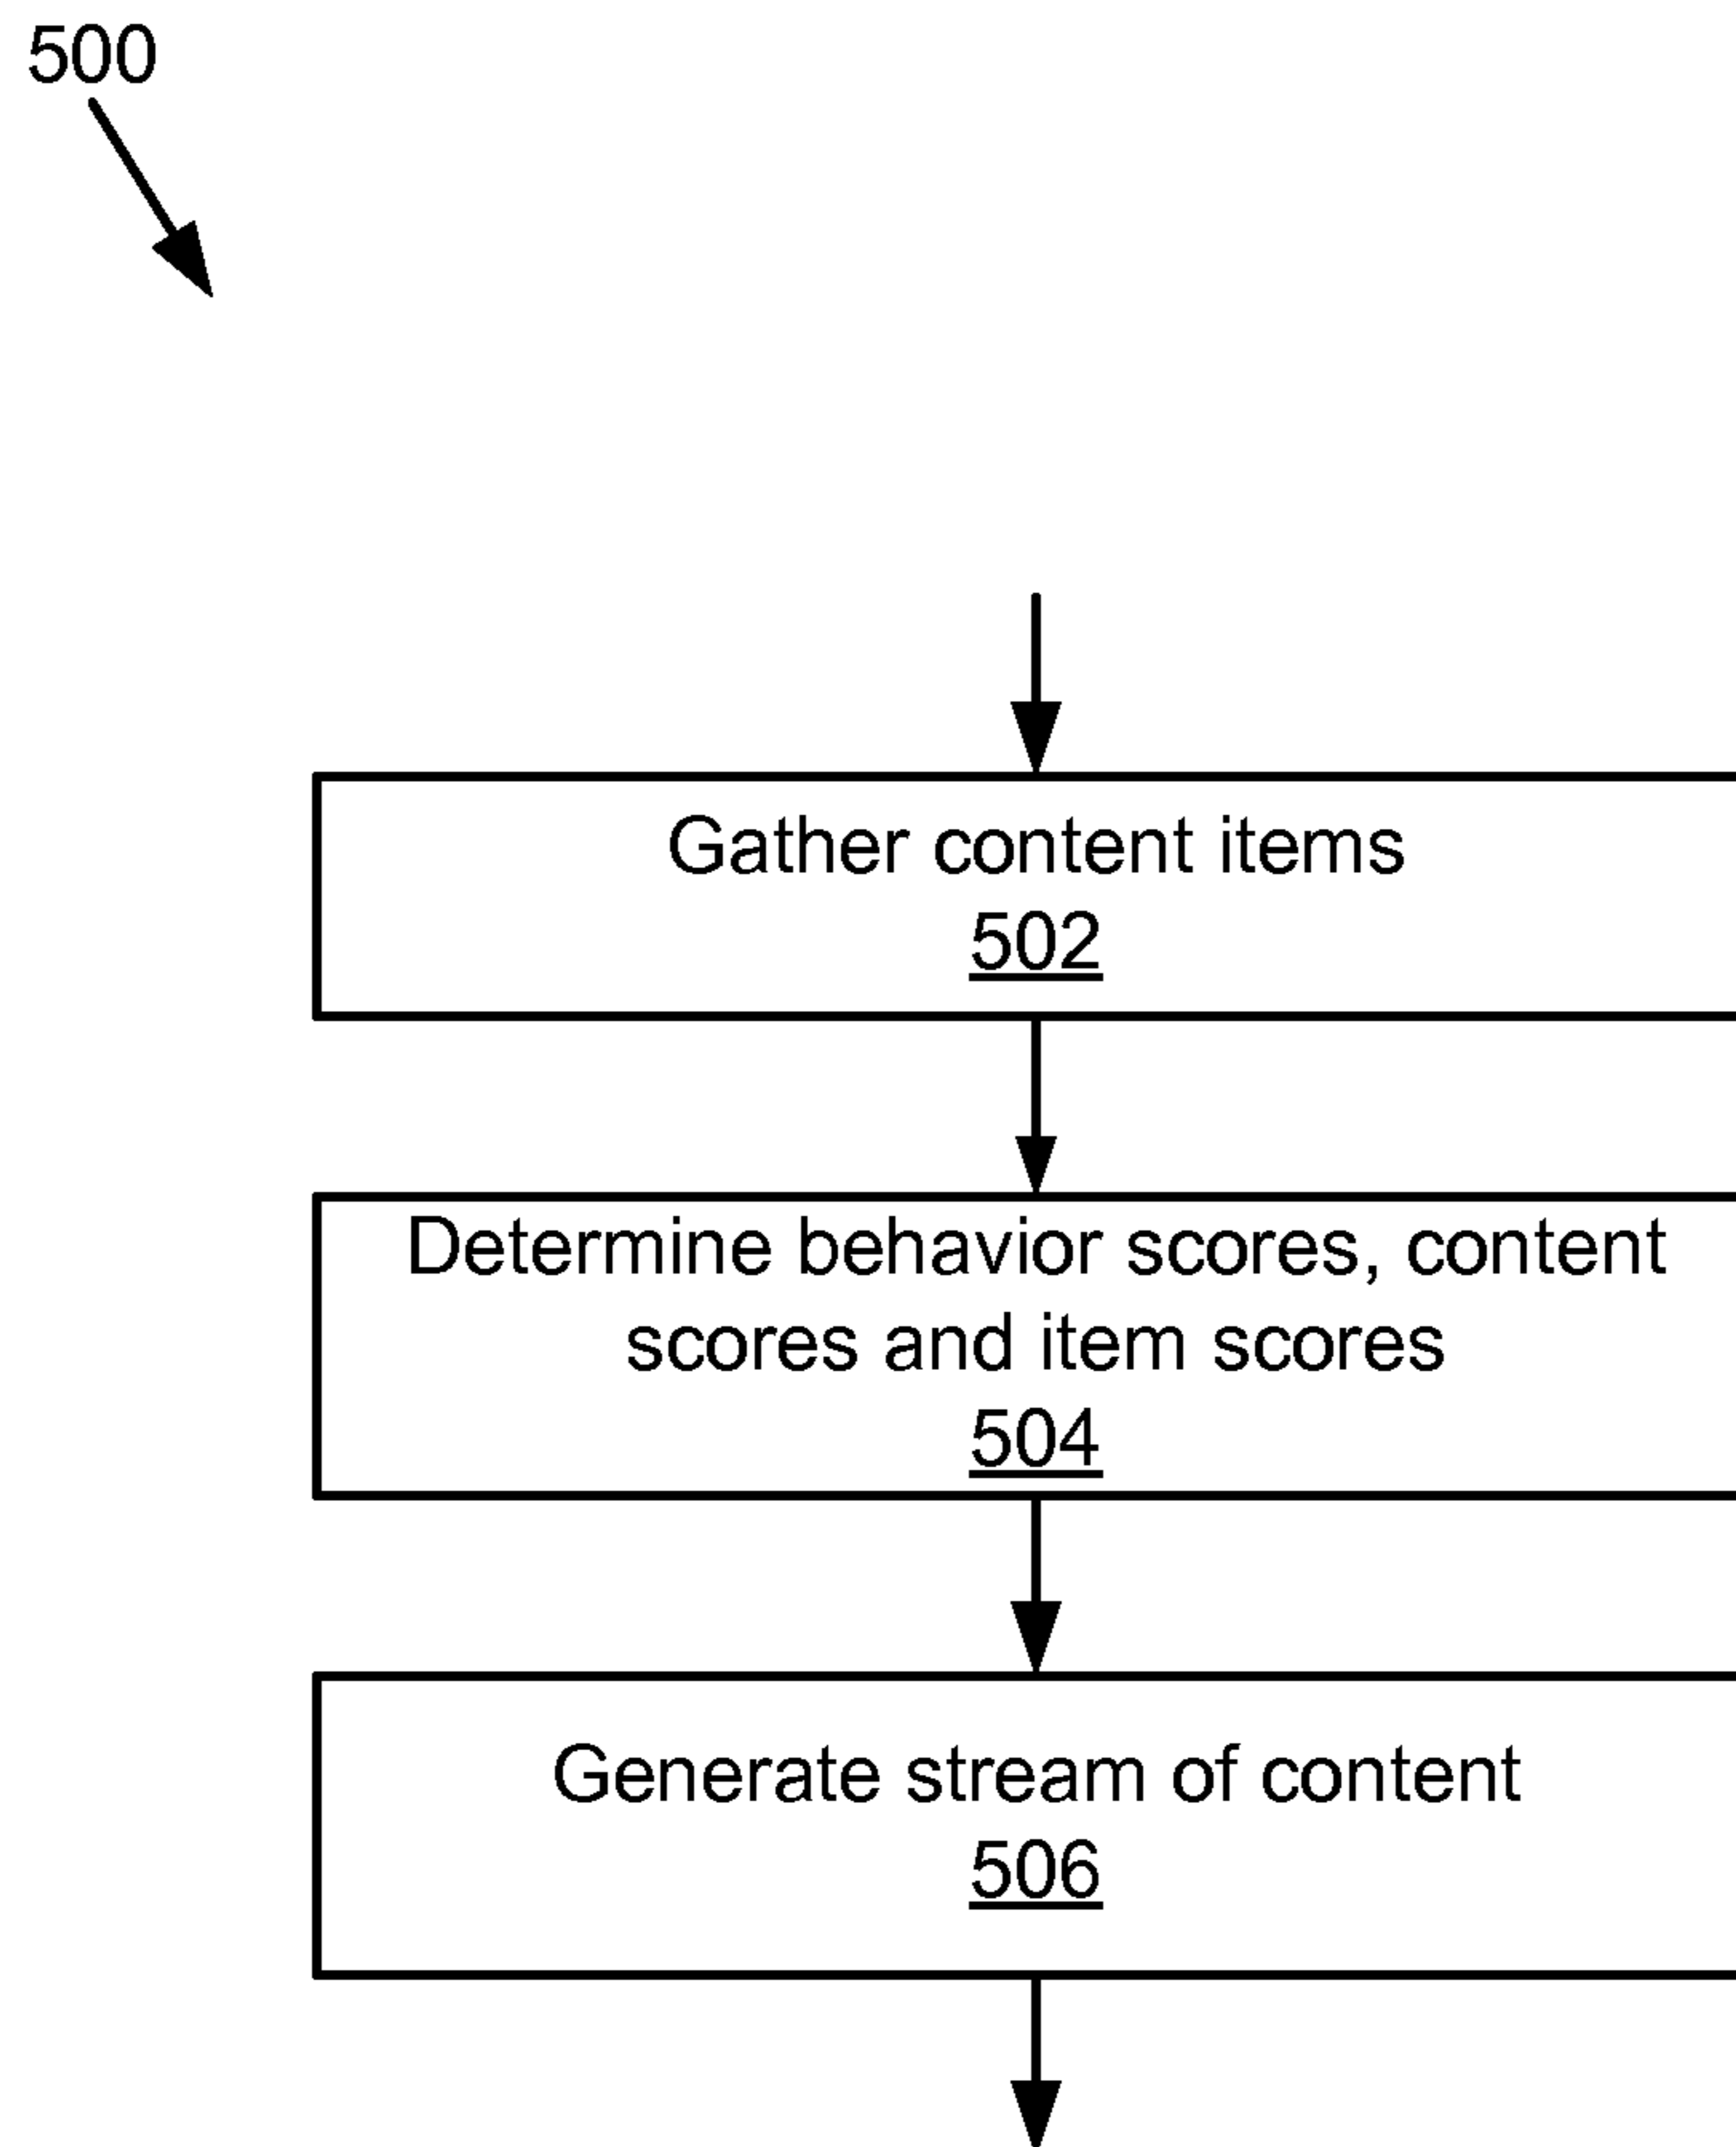 500
Gather content items
502
Determine behavior scores, content
scores and item scores
504
Generate stream of content
506